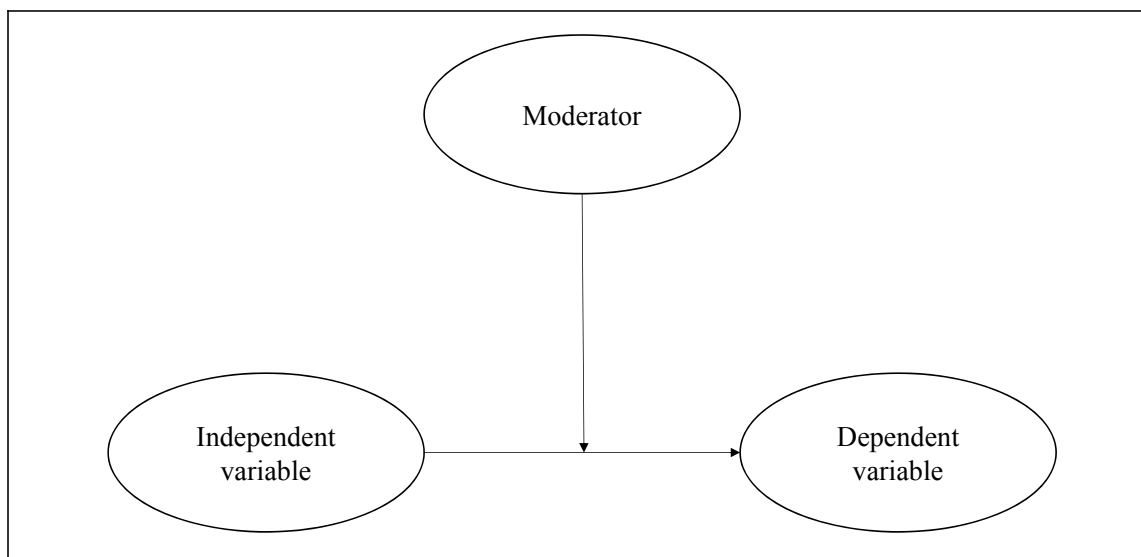 Moderator
Independent
variable
Dependent
variable